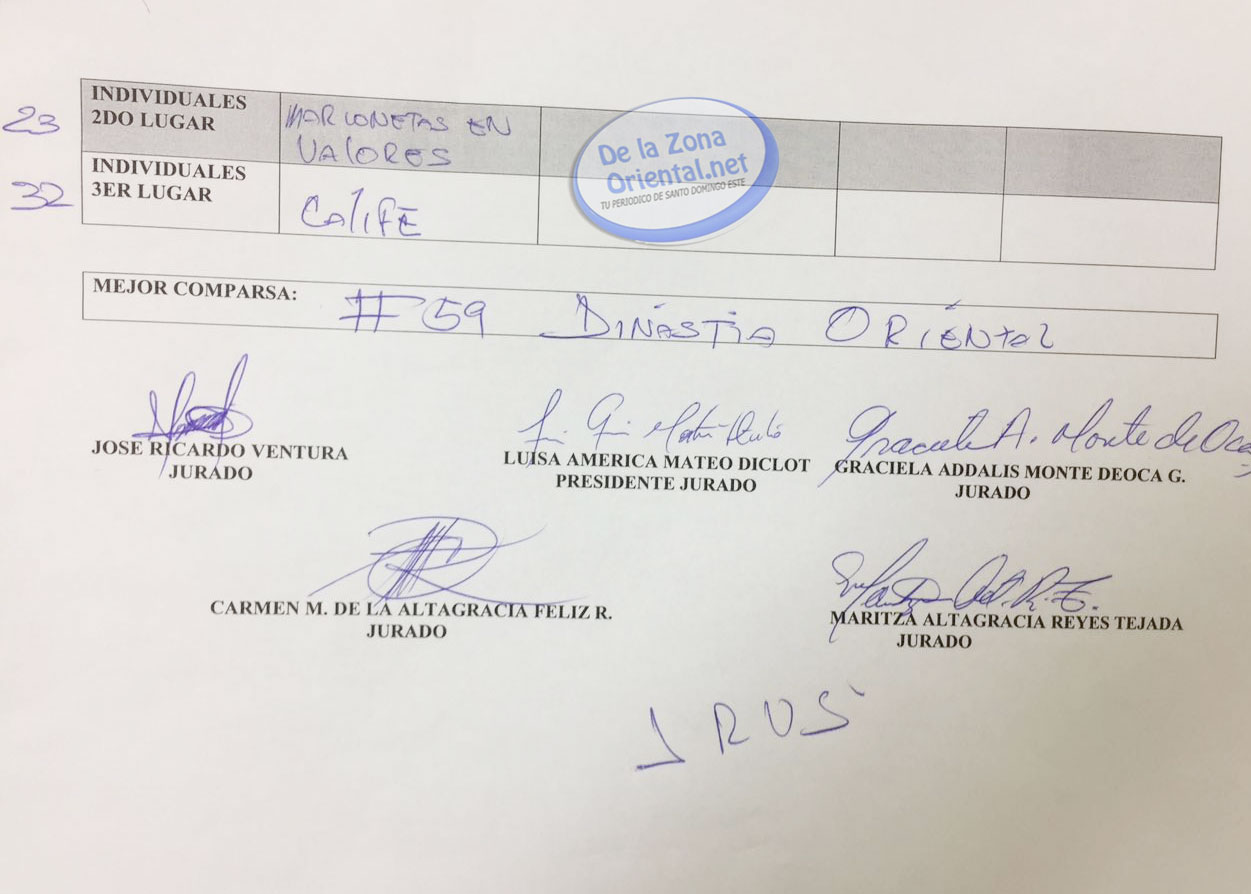 23
INDIVIDUALES
2DO LUGAR
MARIONETAS EN
VALORES
De la Zona
Oriental.net
TU PERIODICO DE SANTO DOMINGO ESTE
32
INDIVIDUALES
3ER LUGAR
CALIFE
MEJOR COMPARSA: #59 DINASTIA ORIENTAL
JOSE RICARDO VENTURA
JURADO
LUISA AMERICA MATEO DICLOT
PRESIDENTE JURADO
Graciela A. Monte de Oca
GRACIELA ADDALIS MONTE DEOCA G.
JURADO
CARMEN M. DE LA ALTAGRACIA FELIZ R.
JURADO
MARITZA ALTAGRACIA REYES TEJADA
JURADO